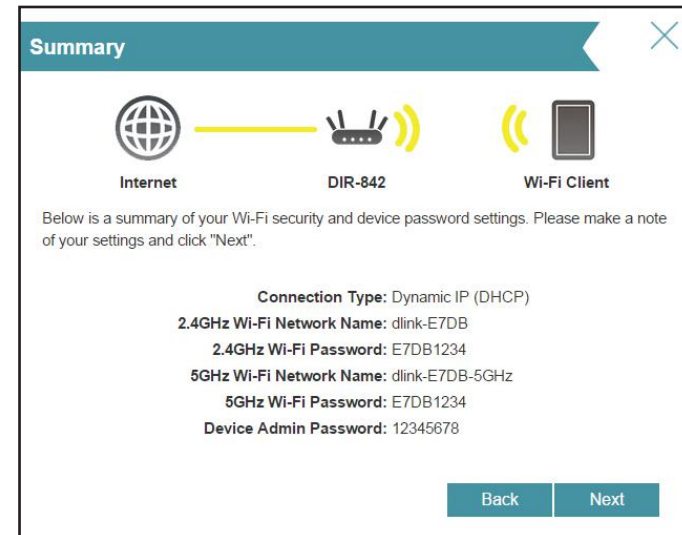 Summary
Internet
DIR-842
Wi-Fi Client
Below is a summary of your Wi-Fi security and device password settings. Please make a note
of your settings and click "Next".
Connection Type: Dynamic IP (DHCP)
2.4GHz Wi-Fi Network Name: dlink-E7DB
2.4GHz Wi-Fi Password: E7DB1234
5GHz Wi-Fi Network Name: dlink-E7DB-5GHz
5GHz Wi-Fi Password: E7DB1234
Device Admin Password: 12345678
Back
Next